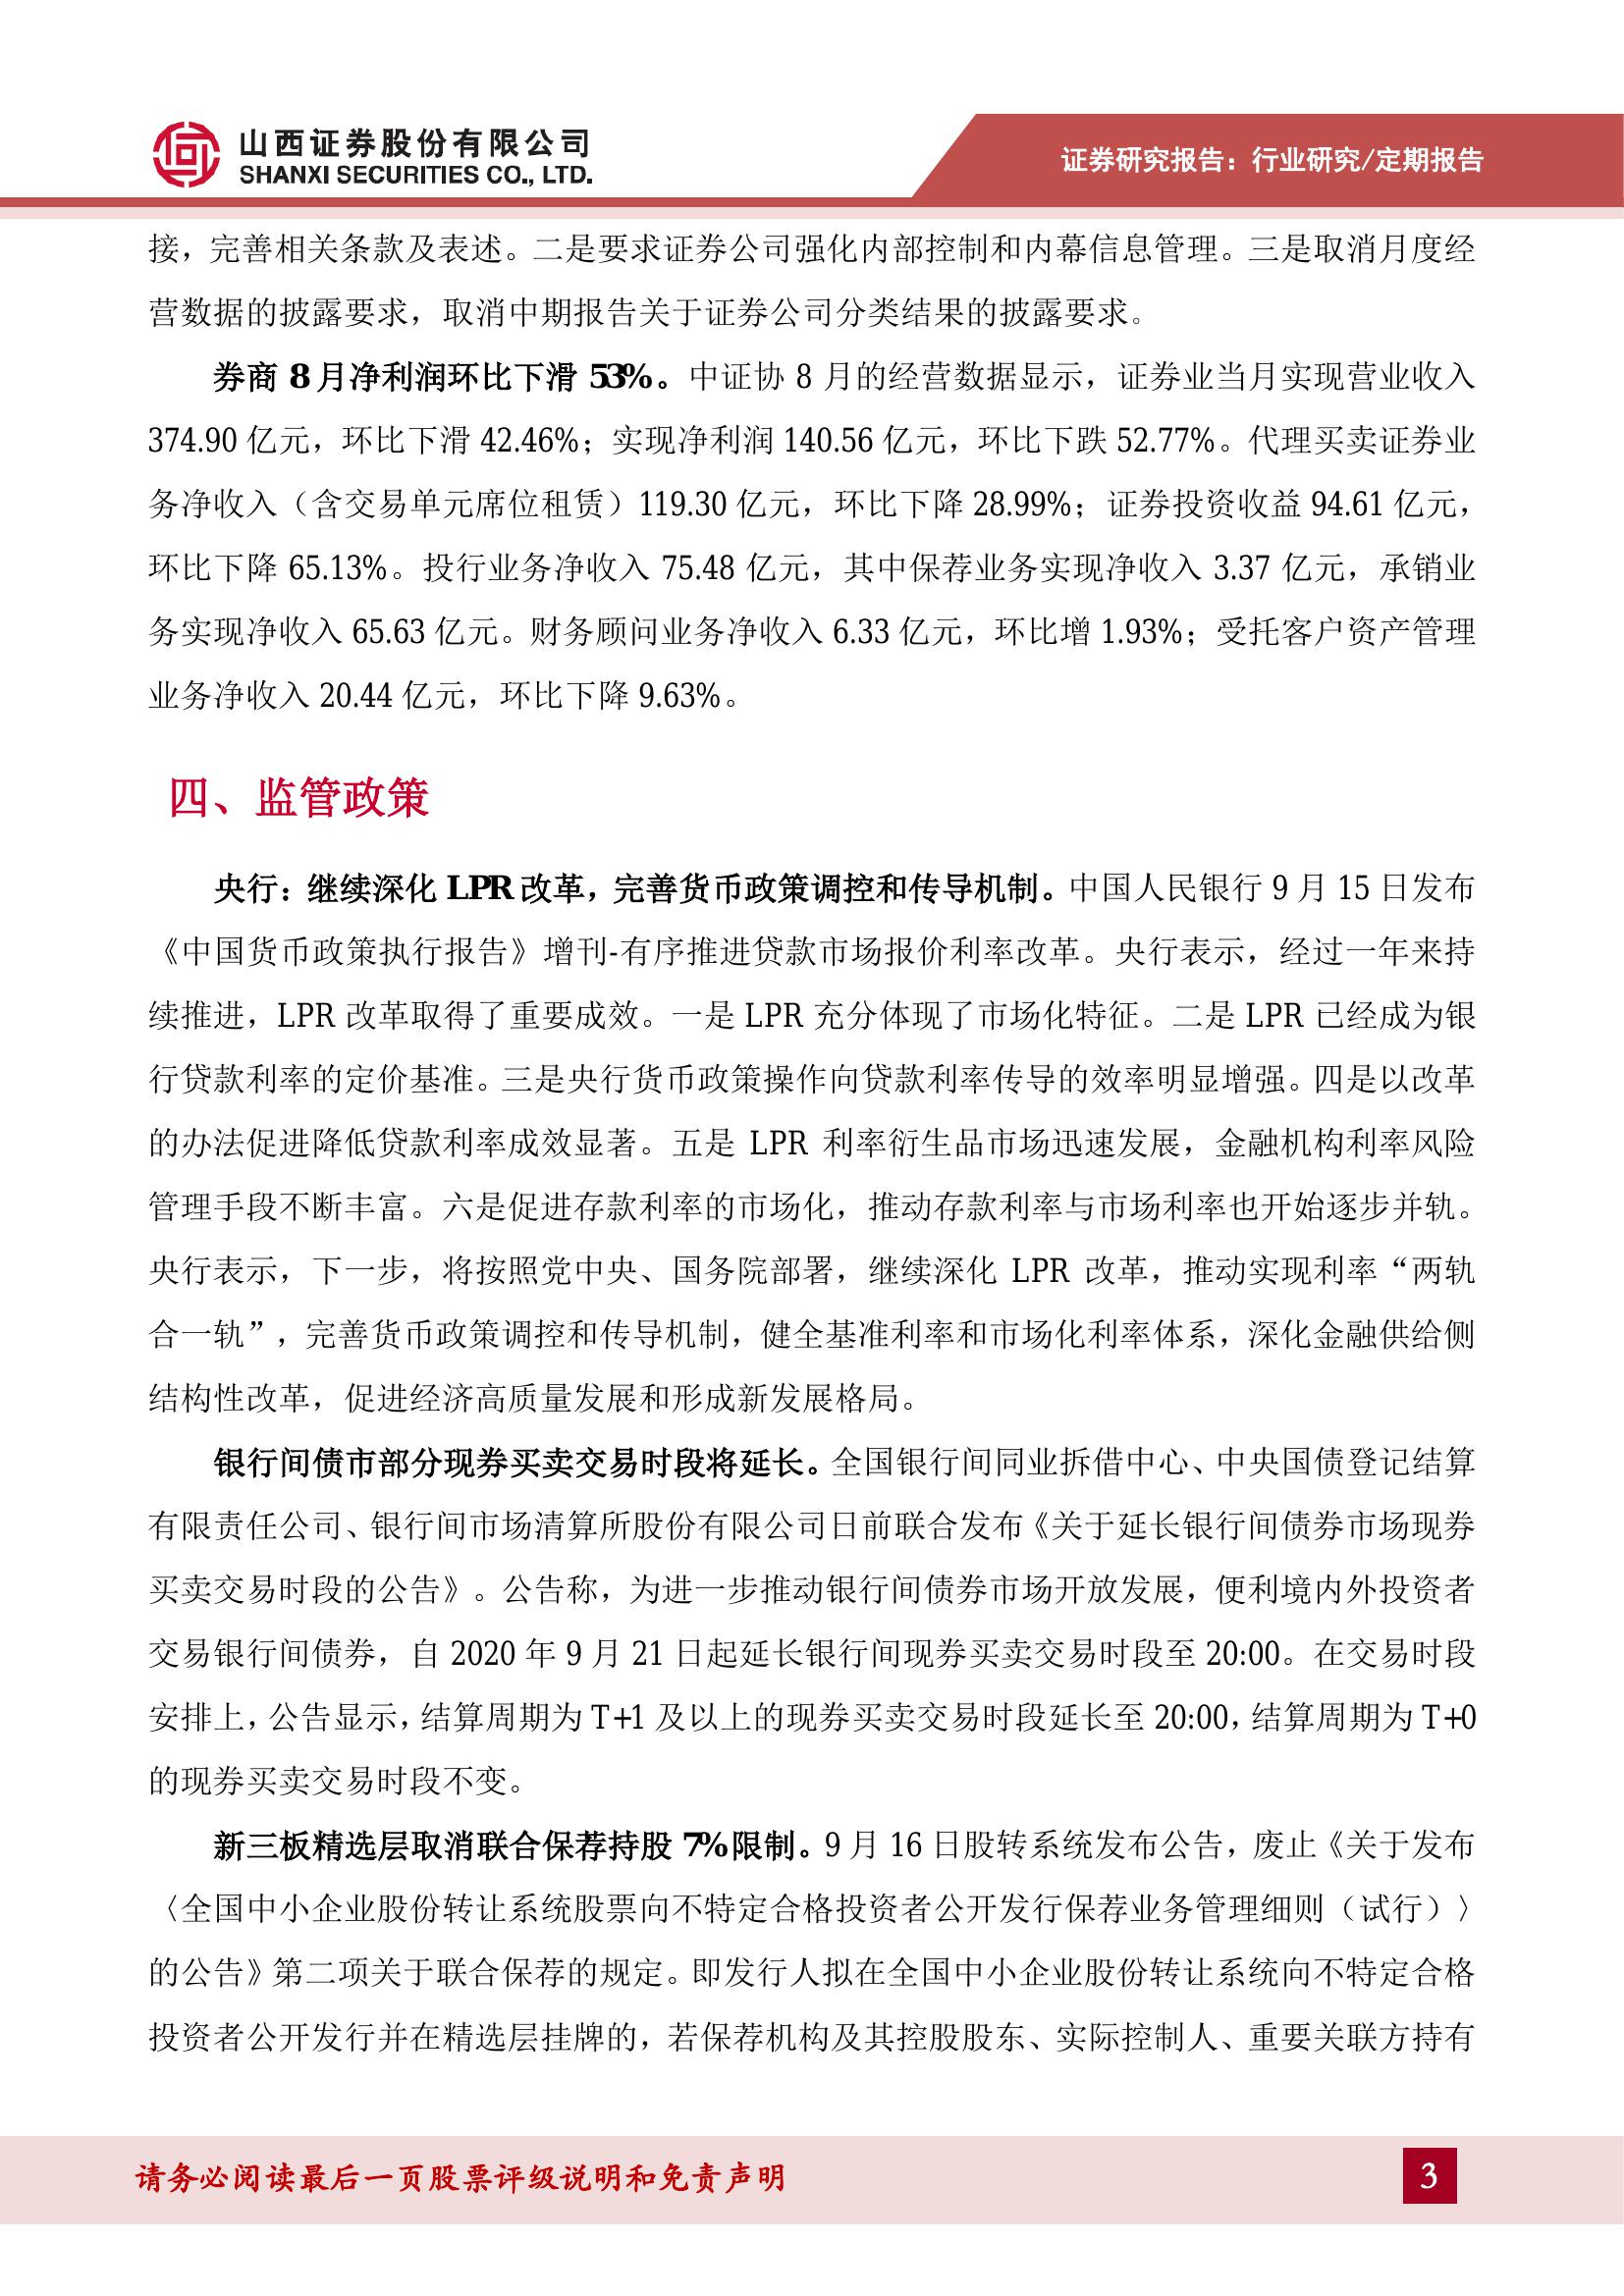 山西证券股份有限公司
SHANXI SECURITIES CO., LTD.
证券研究报告：行业研究/定期报告
接，完善相关条款及表述。二是要求证券公司强化内部控制和内幕信息管理。三是取消月度经
营数据的披露要求，取消中期报告关于证券公司分类结果的披露要求。
券商 8 月净利润环比下滑 53%。中证协 8 月的经营数据显示，证券业当月实现营业收入
374.90 亿元，环比下滑 42.46%；实现净利润 140.56 亿元，环比下跌 52.77%。代理买卖证券业
务净收入（含交易单元席位租赁）119.30 亿元，环比下降 28.99%；证券投资收益 94.61 亿元，
环比下降 65.13%。投行业务净收入 75.48 亿元，其中保荐业务实现净收入 3.37 亿元，承销业
务实现净收入 65.63 亿元。财务顾问业务净收入 6.33 亿元，环比增 1.93%；受托客户资产管理
业务净收入 20.44 亿元，环比下降 9.63%。
四、监管政策
央行：继续深化 LPR 改革，完善货币政策调控和传导机制。中国人民银行 9 月 15 日发布
《中国货币政策执行报告》增刊-有序推进贷款市场报价利率改革。央行表示，经过一年来持
续推进，LPR 改革取得了重要成效。一是 LPR 充分体现了市场化特征。二是 LPR 已经成为银
行贷款利率的定价基准。三是央行货币政策操作向贷款利率传导的效率明显增强。四是以改革
的办法促进降低贷款利率成效显著。五是 LPR 利率衍生品市场迅速发展，金融机构利率风险
管理手段不断丰富。六是促进存款利率的市场化，推动存款利率与市场利率也开始逐步并轨。
央行表示，下一步，将按照党中央、国务院部署，继续深化 LPR 改革，推动实现利率“两轨
合一轨”，完善货币政策调控和传导机制，健全基准利率和市场化利率体系，深化金融供给侧
结构性改革，促进经济高质量发展和形成新发展格局。
银行间债市部分现券买卖交易时段将延长。全国银行间同业拆借中心、中央国债登记结算
有限责任公司、银行间市场清算所股份有限公司日前联合发布《关于延长银行间债券市场现券
买卖交易时段的公告》。公告称，为进一步推动银行间债券市场开放发展，便利境内外投资者
交易银行间债券，自 2020 年 9 月 21 日起延长银行间现券买卖交易时段至 20:00。在交易时段
安排上，公告显示，结算周期为 T+1 及以上的现券买卖交易时段延长至 20:00，结算周期为 T+0
的现券买卖交易时段不变。
新三板精选层取消联合保荐持股 7%限制。9 月 16 日股转系统发布公告，废止《关于发布
〈全国中小企业股份转让系统股票向不特定合格投资者公开发行保荐业务管理细则（试行）〉
的公告》第二项关于联合保荐的规定。即发行人拟在全国中小企业股份转让系统向不特定合格
投资者公开发行并在精选层挂牌的，若保荐机构及其控股股东、实际控制人、重要关联方持有
请务必阅读最后一页股票评级说明和免责声明
3